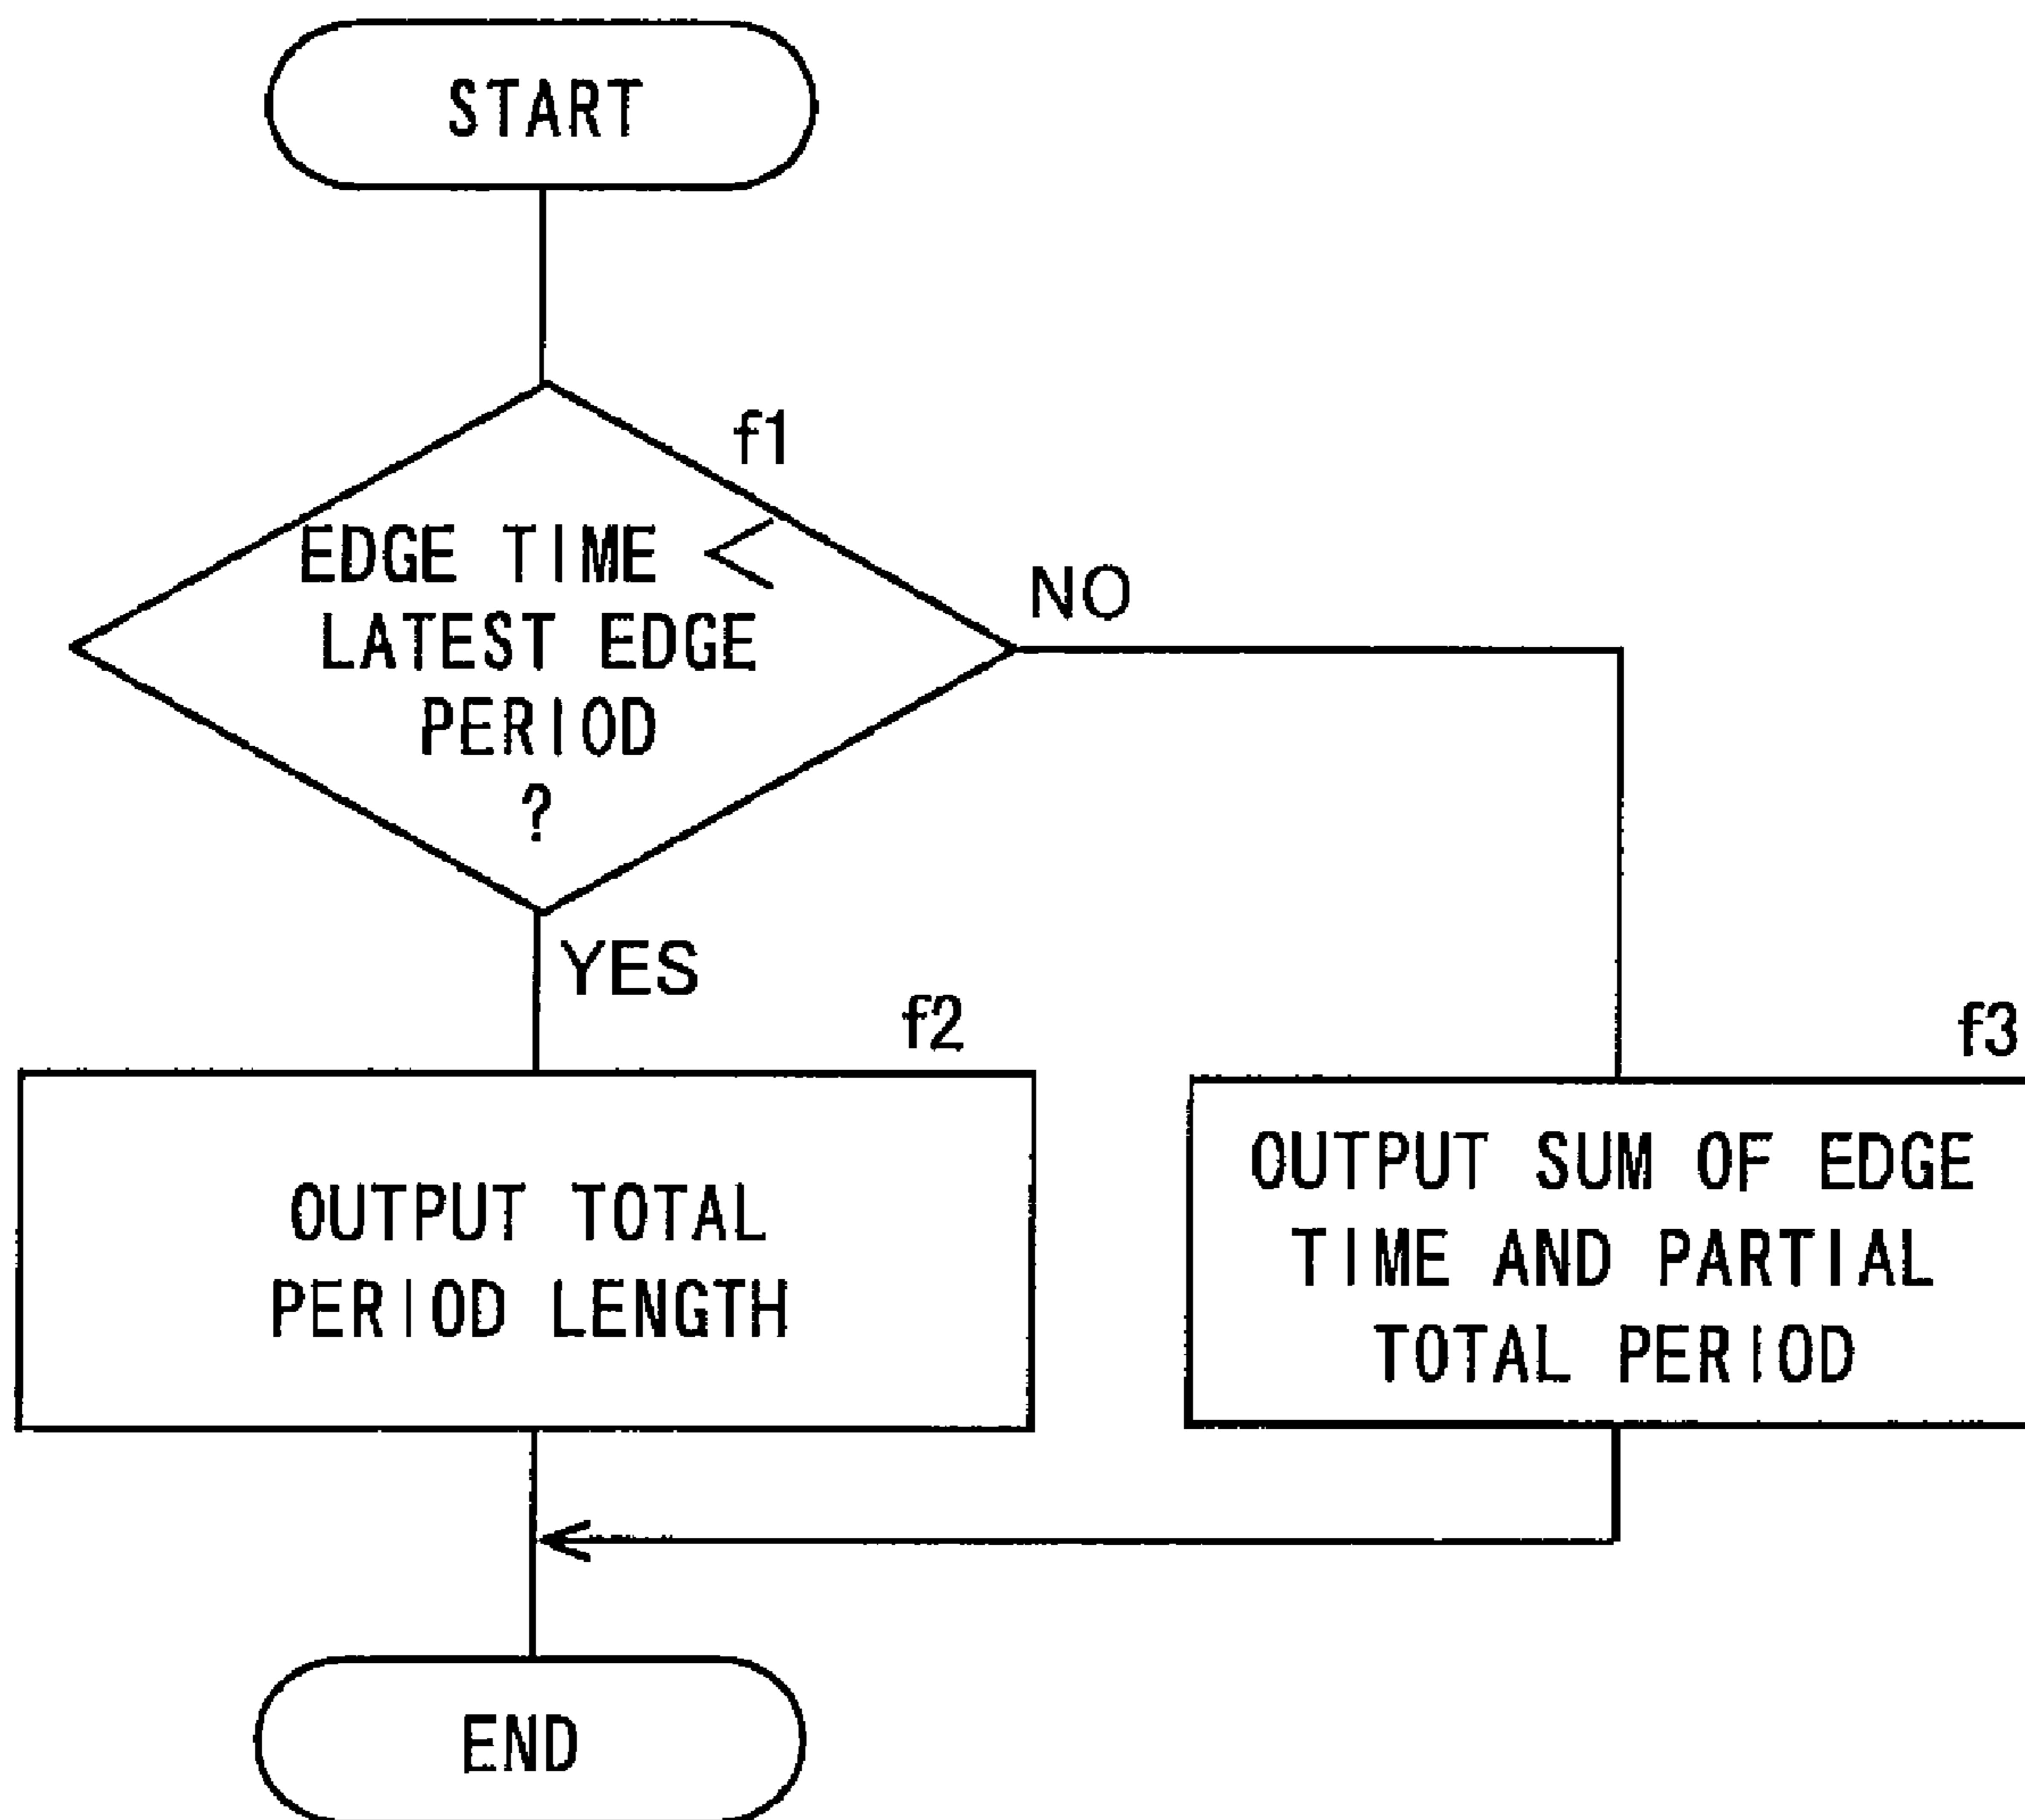 START
f1
EDGE TIME <
LATEST EDGE
PERIOD
?
NO
YES
f2
OUTPUT TOTAL
PERIOD LENGTH
f3
OUTPUT SUM OF EDGE
TIME AND PARTIAL
TOTAL PERIOD
END